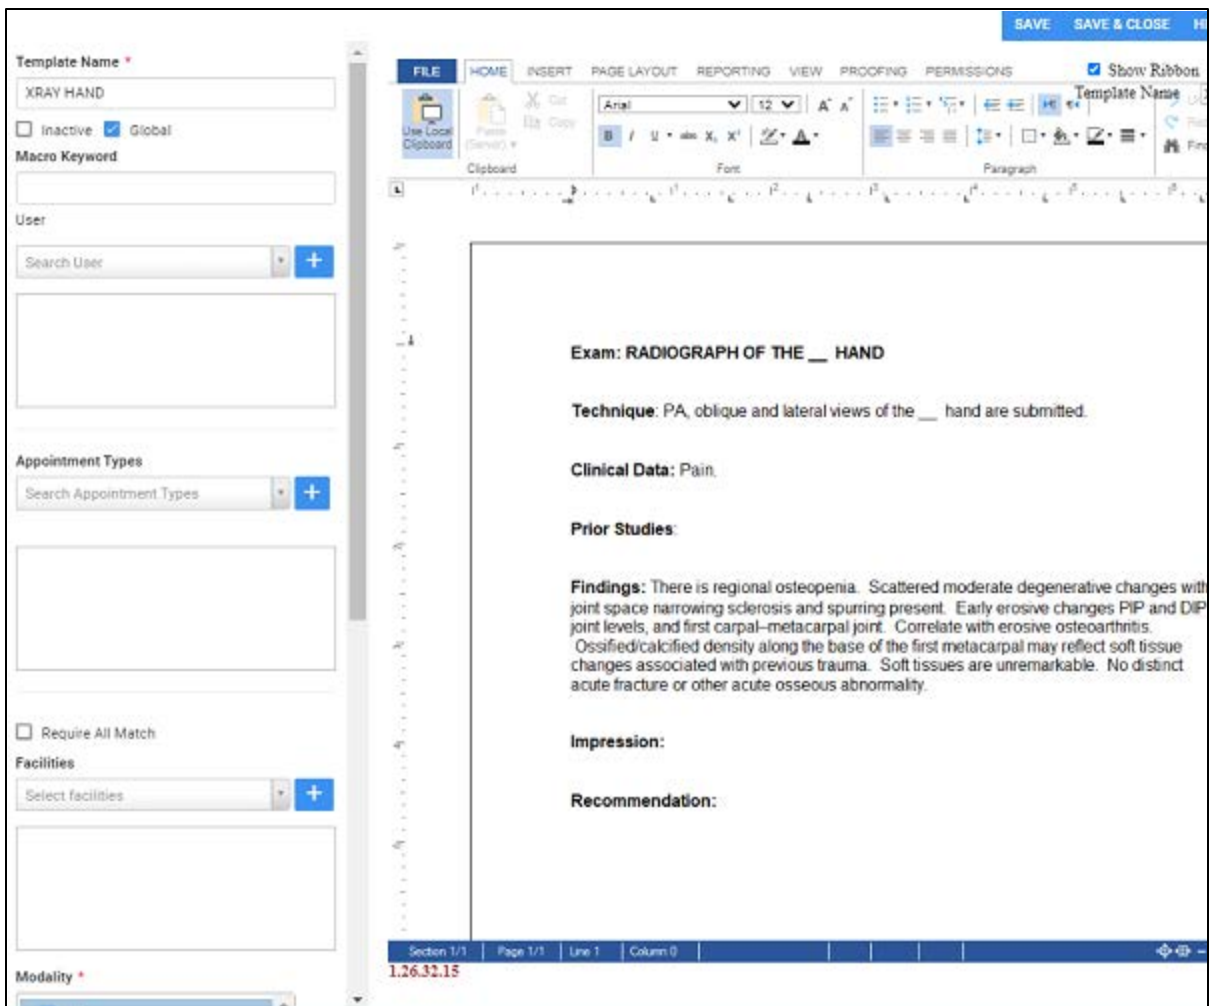 SAVE SAVE & CLOSE
Template Name *
XRAY HAND
Inactive Global
Macro Keyword
User
Search User
Appointment Types
Search Appointment Types
Require All Match
Facilities
Select facilities
Modality *
FILE HOME INSERT PAGE LAYOUT REPORTING VIEW PROOFING PERMISSIONS Show Ribbon
Template Name
Use Local Clipboard
Paste (Server)
Cut
Copy
Arial 12
Clipboard Font Paragraph
Exam: RADIOGRAPH OF THE __ HAND
Technique: PA, oblique and lateral views of the __ hand are submitted.
Clinical Data: Pain.
Prior Studies:
Findings: There is regional osteopenia. Scattered moderate degenerative changes with
joint space narrowing sclerosis and spurring present. Early erosive changes PIP and DIP
joint levels, and first carpal–metacarpal joint. Correlate with erosive osteoarthritis.
Ossified/calcified density along the base of the first metacarpal may reflect soft tissue
changes associated with previous trauma. Soft tissues are unremarkable. No distinct
acute fracture or other acute osseous abnormality.
Impression:
Recommendation:
Section 1/1 Page 1/1 Line 1 Column 0
1.26.32.15